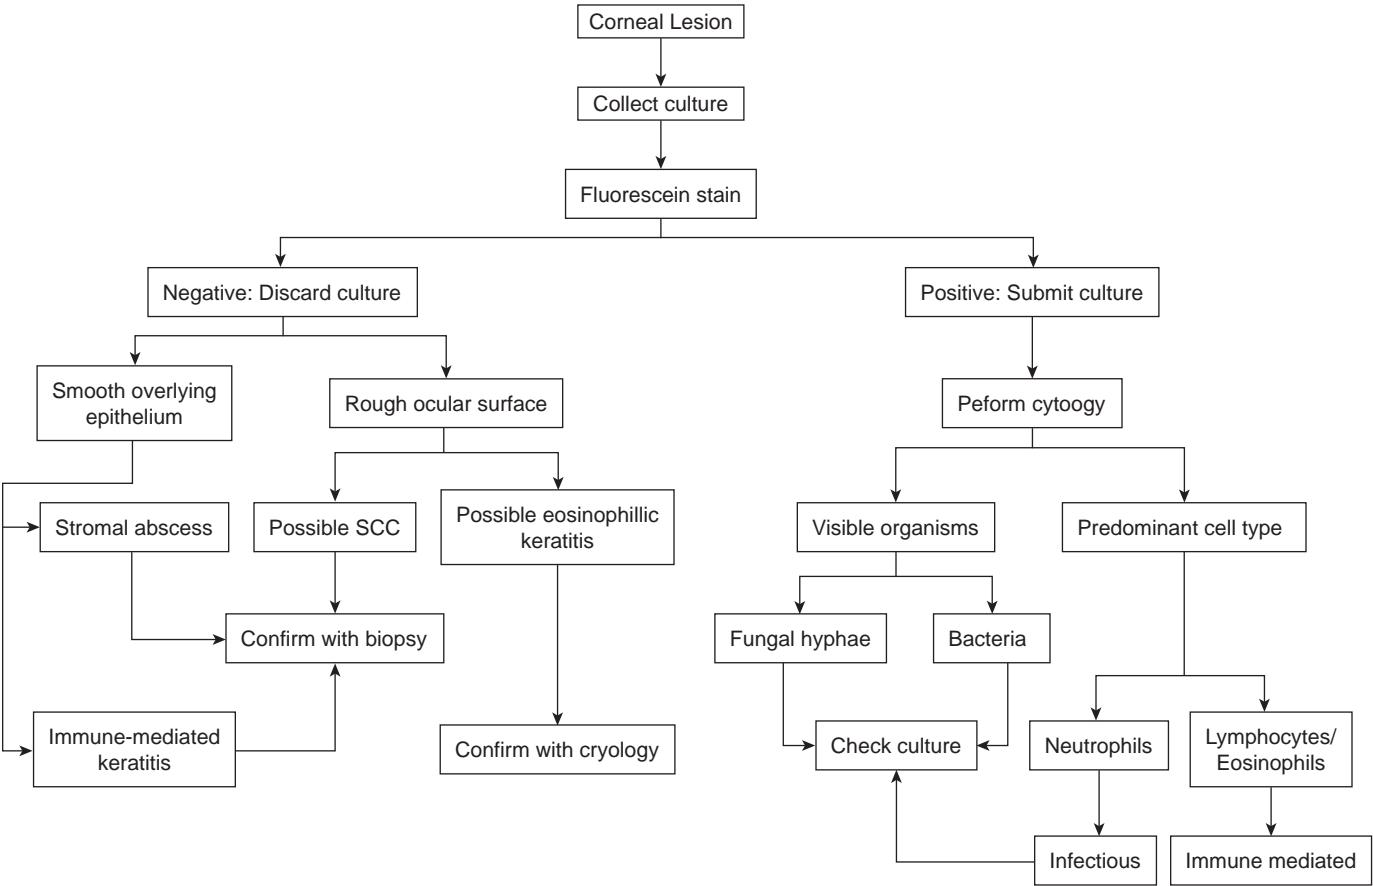 Corneal Lesion
Collect culture
Fluorescein stain
Negative: Discard culture
Positive: Submit culture
Smooth overlying
epithelium
Rough ocular surface
Peform cytoogy
Stromal abscess
Possible SCC
Possible eosinophillic
keratitis
Visible organisms
Predominant cell type
Confirm with biopsy
Fungal hyphae
Bacteria
Immune-mediated
keratitis
Confirm with cryology
Check culture
Neutrophils
Lymphocytes/
Eosinophils
Infectious
Immune mediated